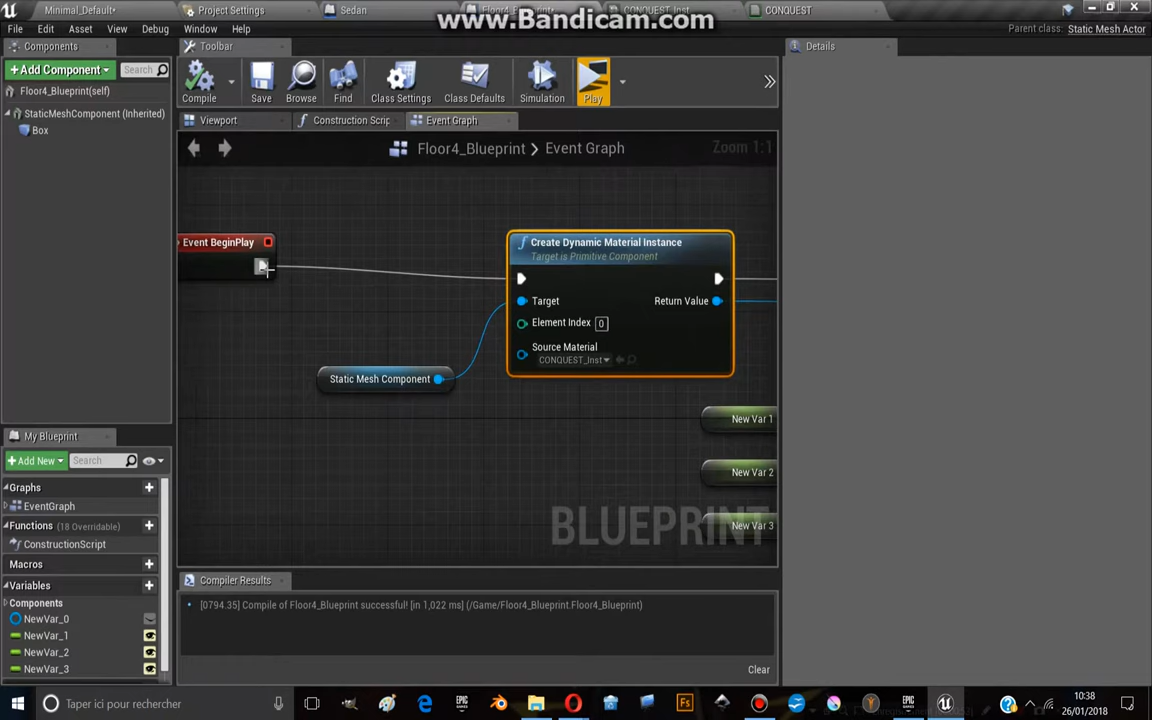 Minimal_Default•
Project Settings
Sedan
www.Bandicam.com
CONQUEST
File Edit Asset View Window Debug Help
Parent class: Static Mesh Actor
Components
Toolbar
Details
+Add Component Search
Compile Save Browse Find Class Settings Class Defaults Simulation Play
Floor4_Blueprint(self)
StaticMeshComponent (Inherited)
Box
Viewport Construction Scrip Event Graph
Floor4_Blueprint > Event Graph Zoom 1:1
Event BeginPlay
Create Dynamic Material Instance
Target is Primitive Component
Target Return Value
Element Index 0
Source Material
CONQUEST_Inst
Static Mesh Component
New Var 1
New Var 2
New Var 3
BLUEPRINT
My Blueprint
+Add New Search
Graphs
EventGraph
Functions (18 Overridable)
ConstructionScript
Macros
Variables
Components
NewVar_0
NewVar_1
NewVar_2
NewVar_3
Compiler Results
[0794.35] Compile of Floor4_Blueprint successful! [in 1,022 ms] (/Game/Floor4_Blueprint.Floor4_Blueprint)
Clear
Taper ici pour rechercher
EPIC GAMES
Fs
EPIC GAMES
10:38
26/01/2018